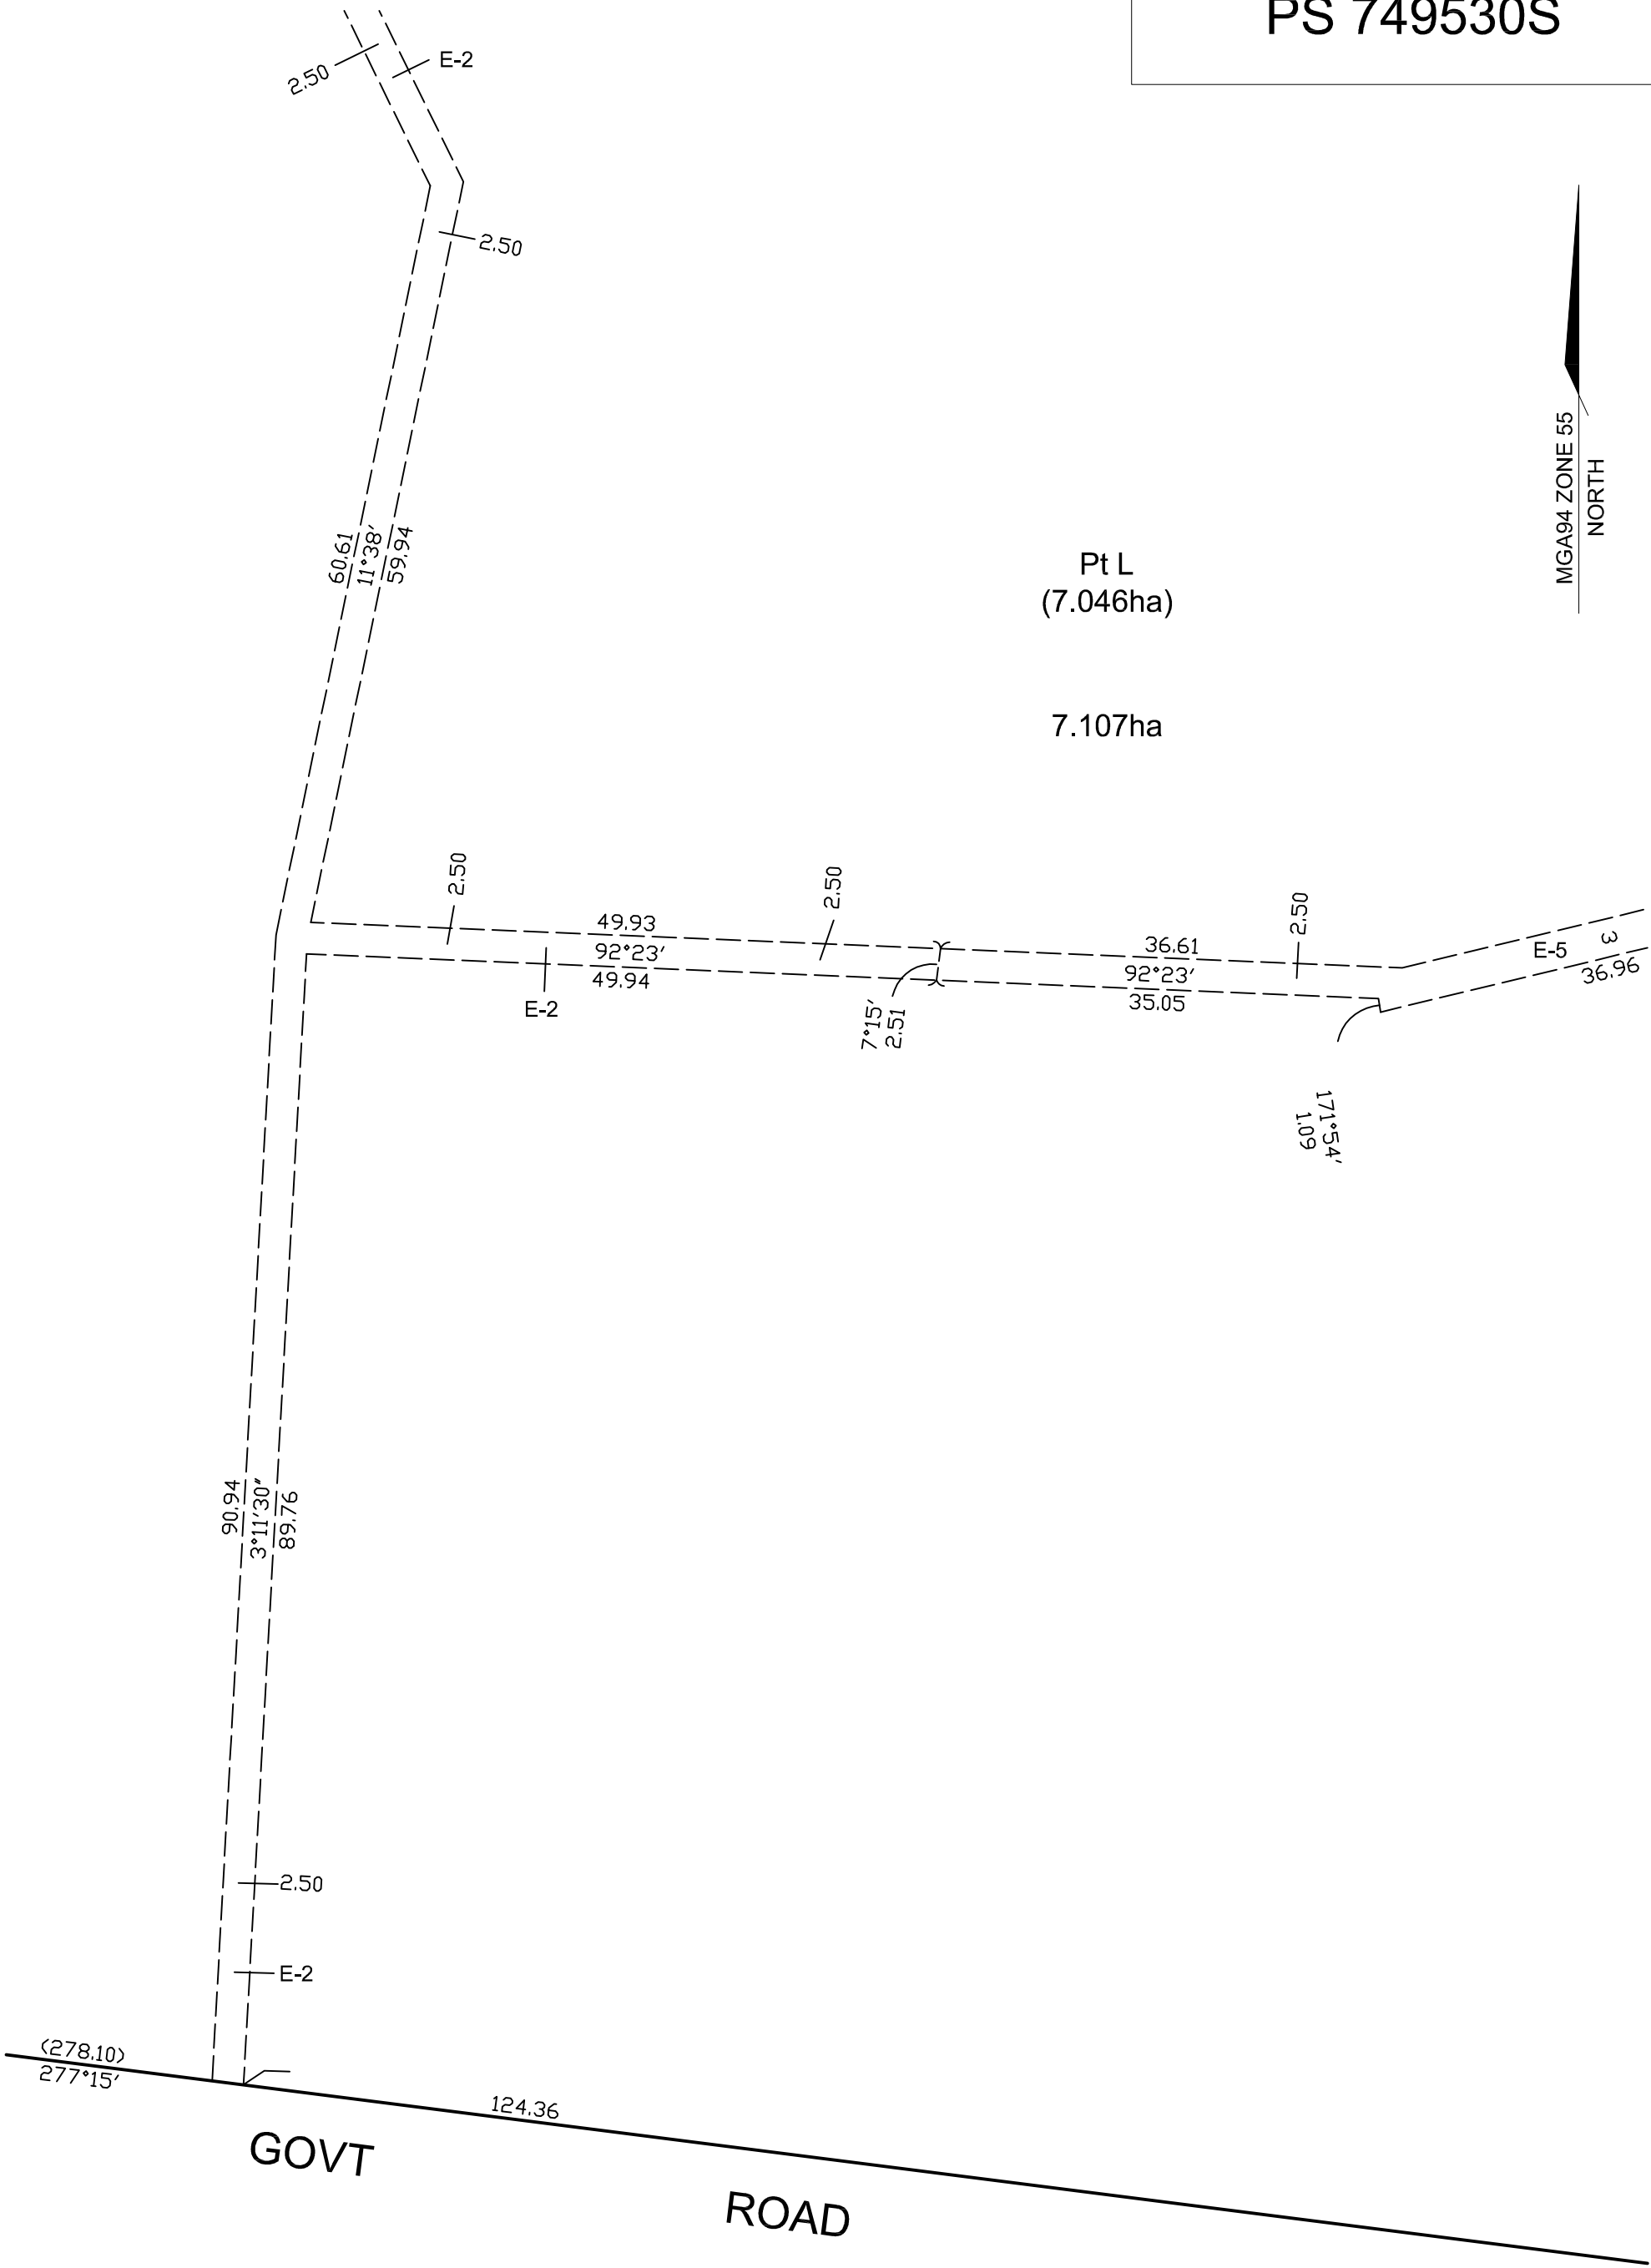 PS 749530S
E-2
2.50
2.50
MGA94 ZONE 55
NORTH
60.61
11°38'
59.94
Pt L
(7.046ha)
7.107ha
2.50
2.50
2.50
49.93
92°23'
49.94
E-2
36.61
92°23'
35.05
E-5
3
36.96
7°15'
2.51
171°54'
1.09
90.94
3°11'30"
89.76
2.50
E-2
(278.10)
277°15'
124.36
GOVT
ROAD